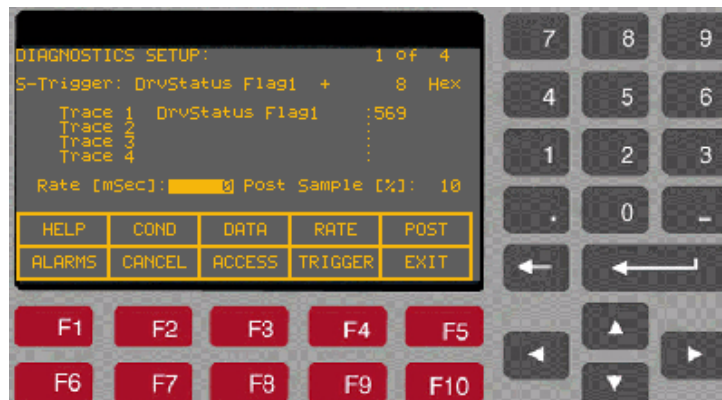 DIAGNOSTICS SETUP: 1 of 4
S-Trigger: DrvStatus Flag1 + 8 Hex
Trace 1 DrvStatus Flag1 :569
Trace 2 :
Trace 3 :
Trace 4 :
Rate [mSec]: 0 Post Sample [%]: 10
HELP COND DATA RATE POST
ALARMS CANCEL ACCESS TRIGGER EXIT
F1 F2 F3 F4 F5
F6 F7 F8 F9 F10
7 8 9
4 5 6
1 2 3
. 0 -